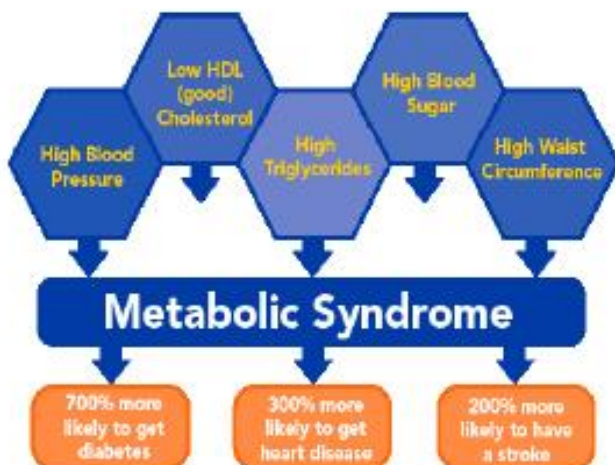 High Blood
Pressure
Low HDL
(good)
Cholesterol
High
Triglycerides
High Blood
Sugar
High Waist
Circumference
Metabolic Syndrome
700% more
likely to get
diabetes
300% more
likely to get
heart disease
200% more
likely to have
a stroke